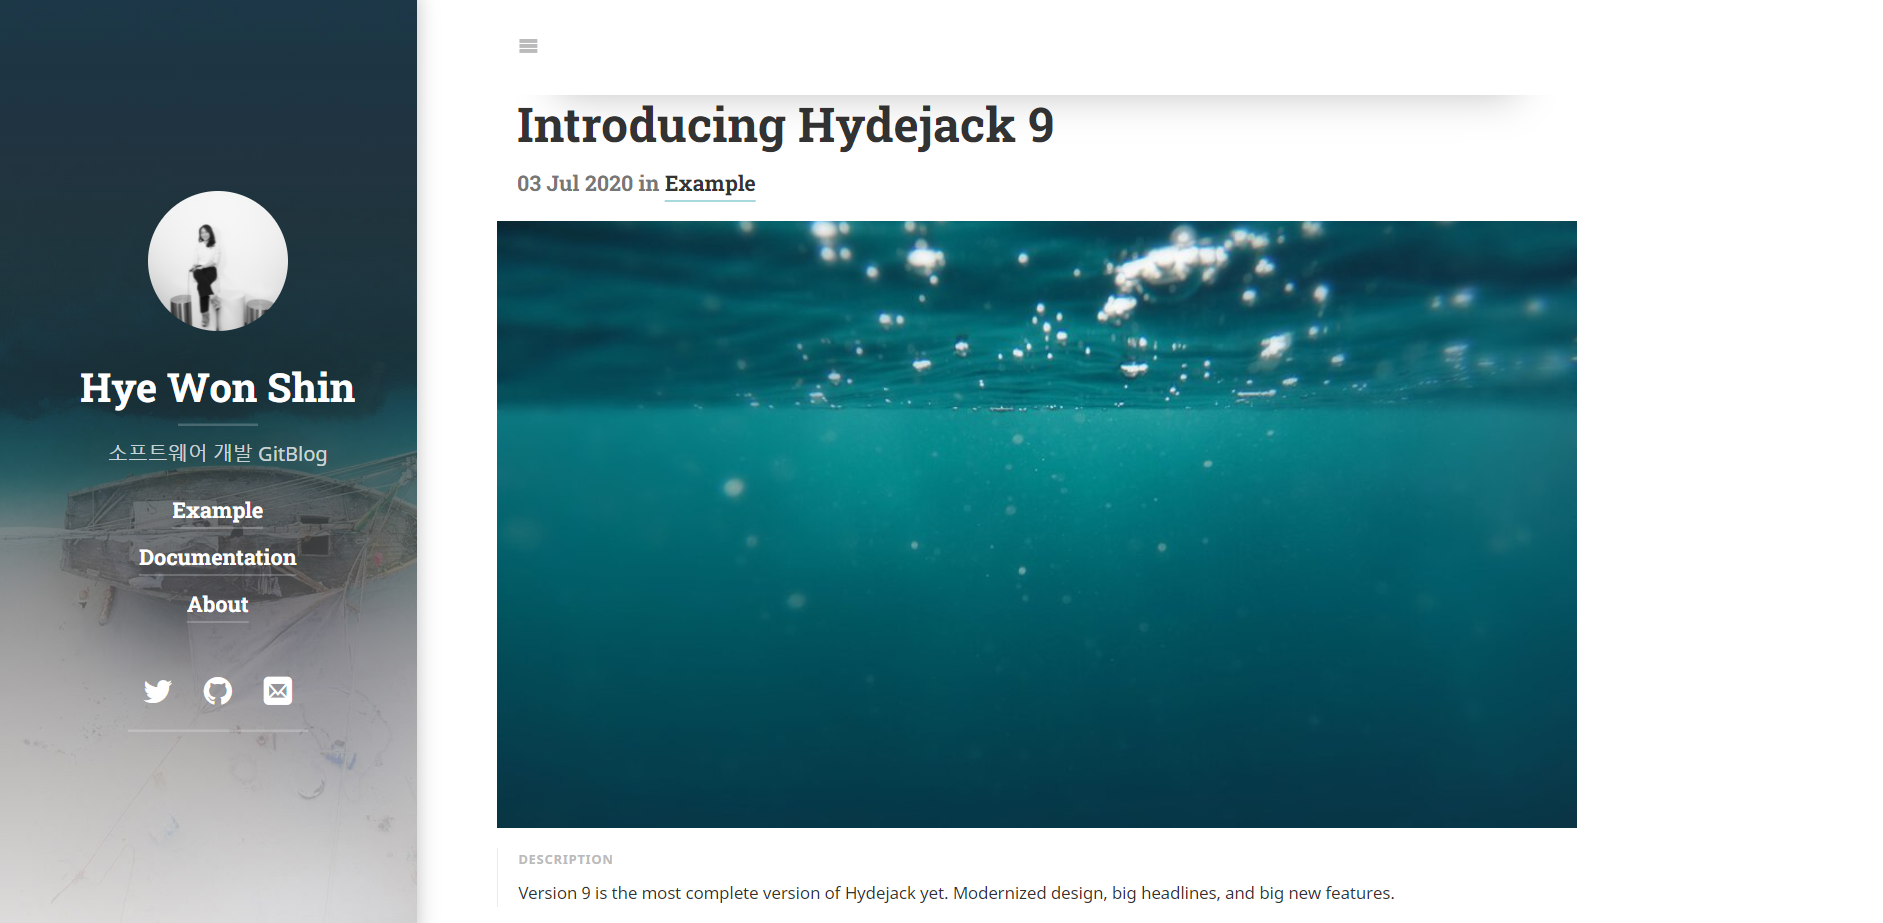 Hye Won Shin
소프트웨어 개발 GitBlog
Example
Documentation
About
Introducing Hydejack 9
03 Jul 2020 in Example
DESCRIPTION
Version 9 is the most complete version of Hydejack yet. Modernized design, big headlines, and big new features.